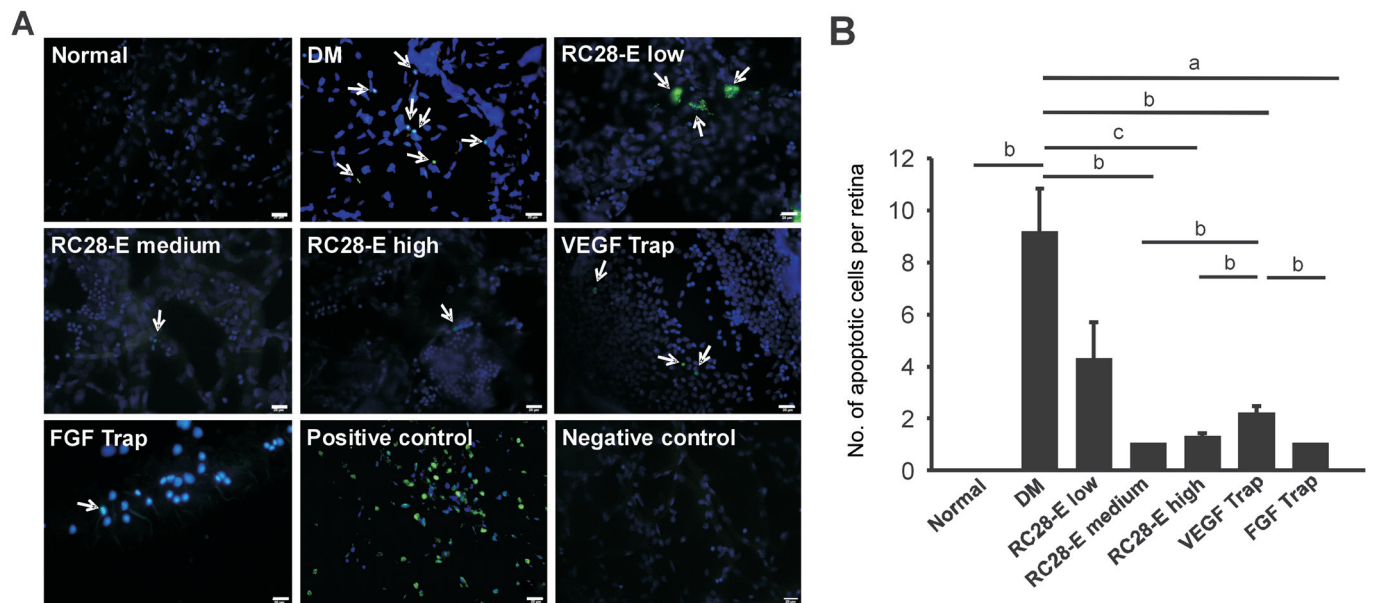 A
Normal
DM
RC28-E low
RC28-E medium
RC28-E high
VEGF Trap
FGF Trap
Positive control
Negative control
B
a
b
c
b
b
b
b
b
No. of apoptotic cells per retina
12
10
8
6
4
2
0
Normal
DM
RC28-E low
RC28-E medium
RC28-E high
VEGF Trap
FGF Trap